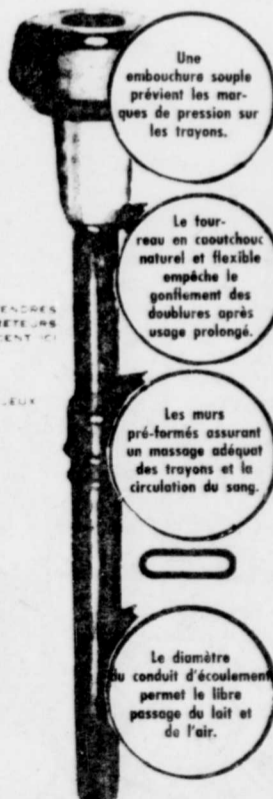 Une
embouchure souple
prévient les mar-
ques de pression sur
les trayons.
Le four-
reau en caoutchouc
naturel et flexible
empêche le
gonflement des
doublures après
usage prolongé.
Les murs
pré-formés assurant
un massage adéquat
des trayons et la
circulation du sang.
Le diamètre
du conduit d'écoulement
permet le libre
passage du lait et
de l'air.